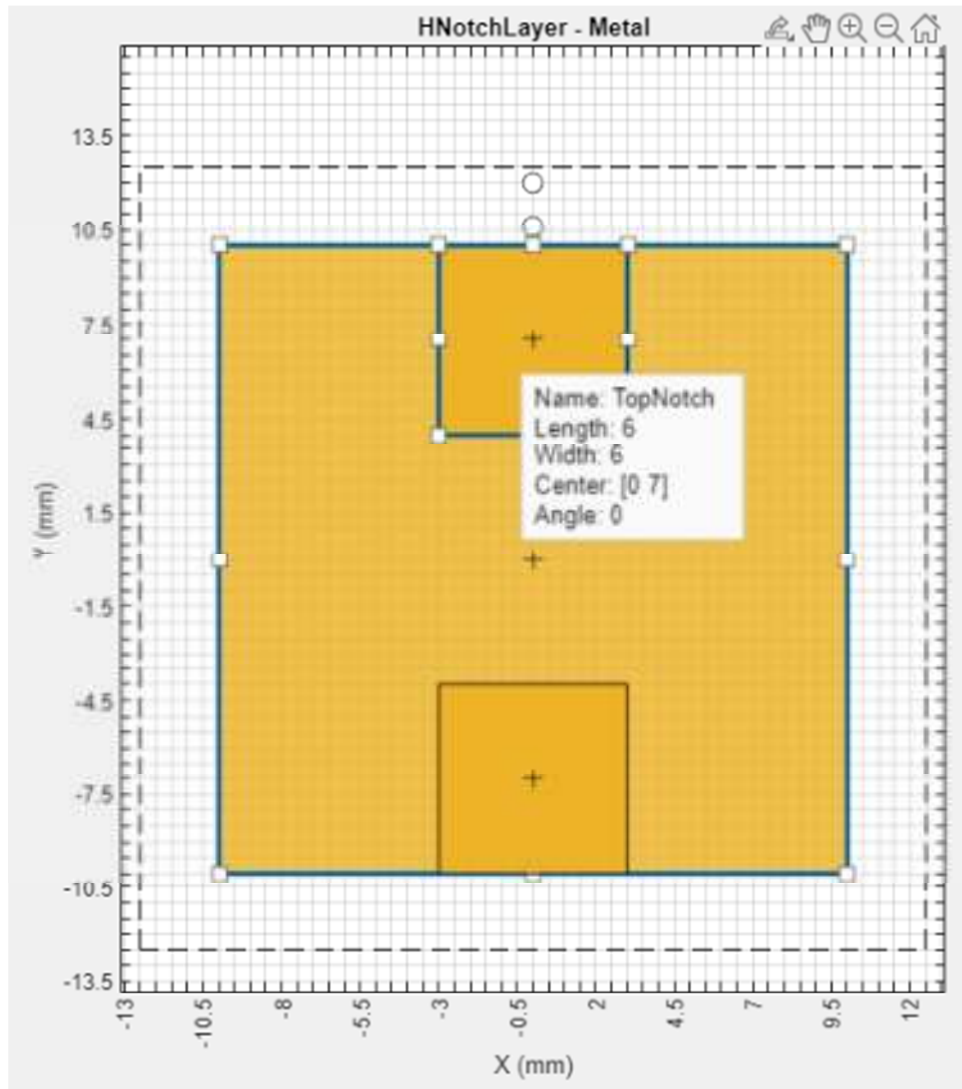 HNotchLayer - Metal
13.5
10.5
7.5
4.5
1.5
-1.5
-4.5
-7.5
-10.5
-13.5
Y (mm)
Name: TopNotch
Length: 6
Width: 6
Center: [0 7]
Angle: 0
-13
-10.5
-8
-5.5
-3
-0.5
2
4.5
7
9.5
12
X (mm)